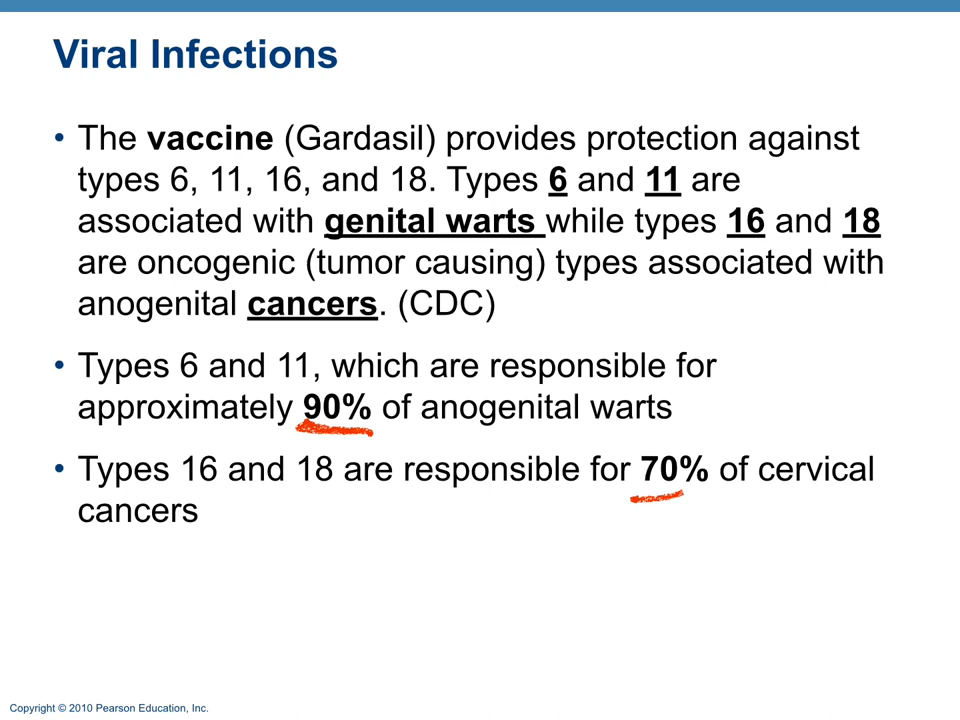 Viral Infections
• The vaccine (Gardasil) provides protection against
types 6, 11, 16, and 18. Types 6 and 11 are
associated with genital warts while types 16 and 18
are oncogenic (tumor causing) types associated with
anogenital cancers. (CDC)
• Types 6 and 11, which are responsible for
approximately 90% of anogenital warts
• Types 16 and 18 are responsible for 70% of cervical
cancers
Copyright © 2010 Pearson Education, Inc.